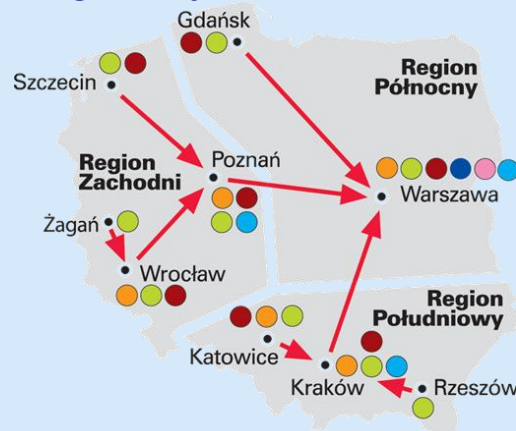 Gdańsk
Szczecin
Region
Północny
Poznań
Region
Zachodni
Warszawa
Żagań
Wrocław
Region
Południowy
Katowice
Kraków
Rzeszów